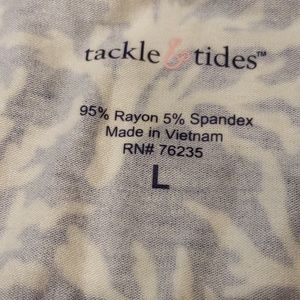 tackle & tides™
95% Rayon 5% Spandex
Made in Vietnam
RN# 76235
L